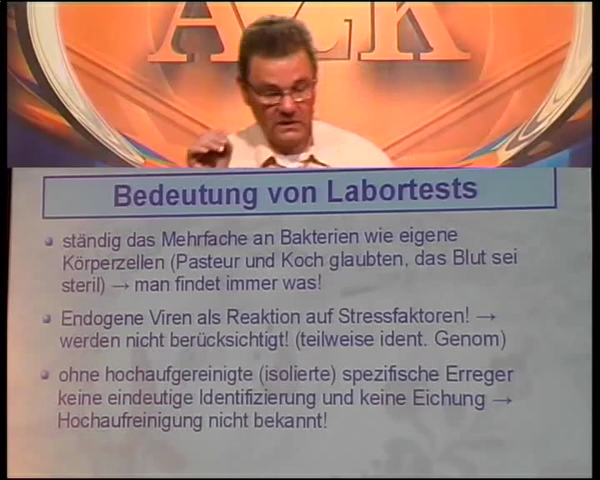 AZK
Bedeutung von Labortests
ständig das Mehrfache an Bakterien wie eigene
Körperzellen (Pasteur und Koch glaubten, das Blut sei
steril) → man findet immer was!
Endogene Viren als Reaktion auf Stressfaktoren! →
werden nicht berücksichtigt! (teilweise ident. Genom)
ohne hochaufgereinigte (isolierte) spezifische Erreger
keine eindeutige Identifizierung und keine Eichung →
Hochaufreinigung nicht bekannt!